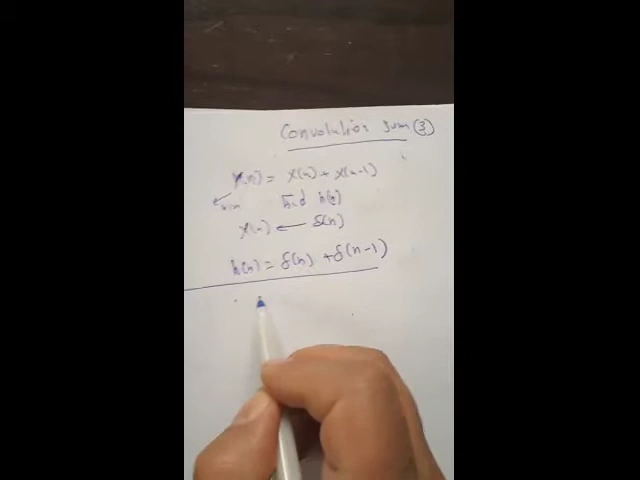 Convolution Sum ③
y(n) = x(n) + x(n-1)
find h(n)
x(n) ← δ(n)
h(n) = δ(n) + δ(n-1)